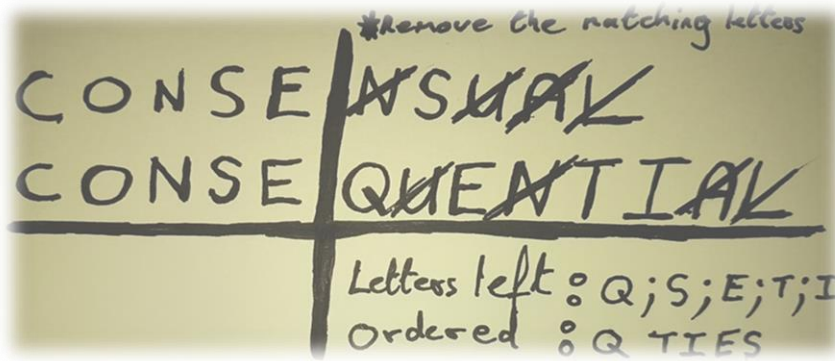 *Remove the matching letters
CONSE NSUAL
CONSE QUENTIAL
Letters left : Q;S;E;T;I
Ordered : Q TIES